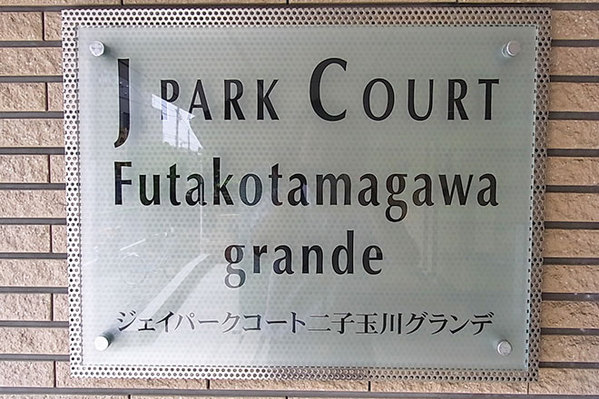 J PARK COURT
Futakotamagawa
grande
ジェイパークコート二子玉川グランデ